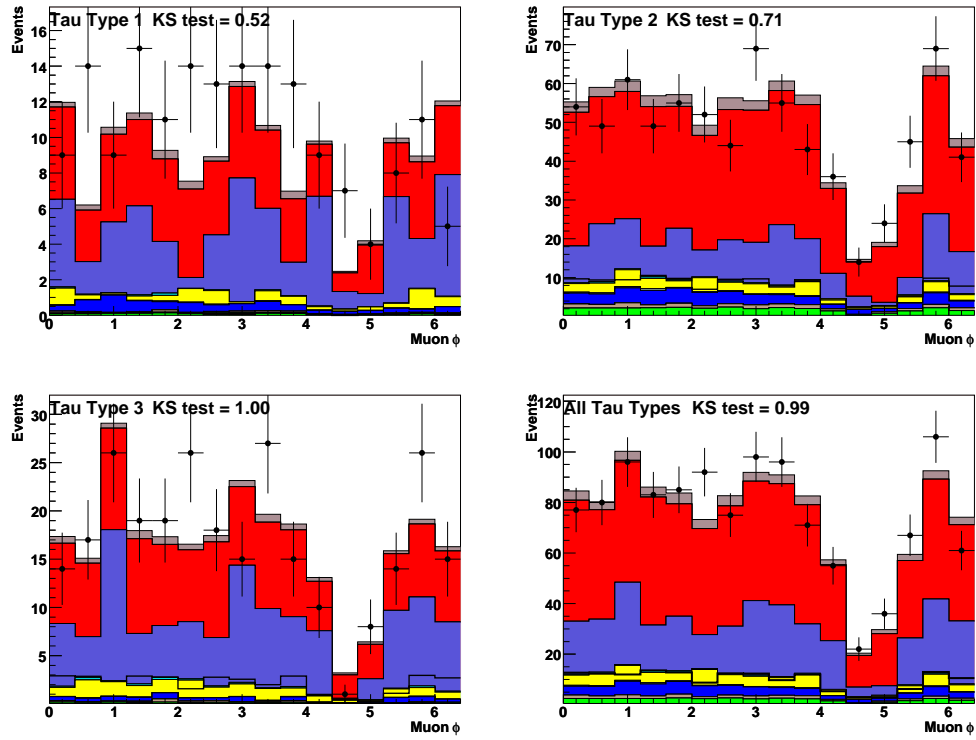 Tau Type 1 KS test = 0.52
Events
16
14
12
10
8
6
4
2
0
0 1 2 3 4 5 6
Muon ϕ
Tau Type 2 KS test = 0.71
Events
70
60
50
40
30
20
10
0 1 2 3 4 5 6
Muon ϕ
Tau Type 3 KS test = 1.00
Events
30
25
20
15
10
5
0 1 2 3 4 5 6
Muon ϕ
All Tau Types KS test = 0.99
Events
120
100
80
60
40
20
0 1 2 3 4 5 6
Muon ϕ